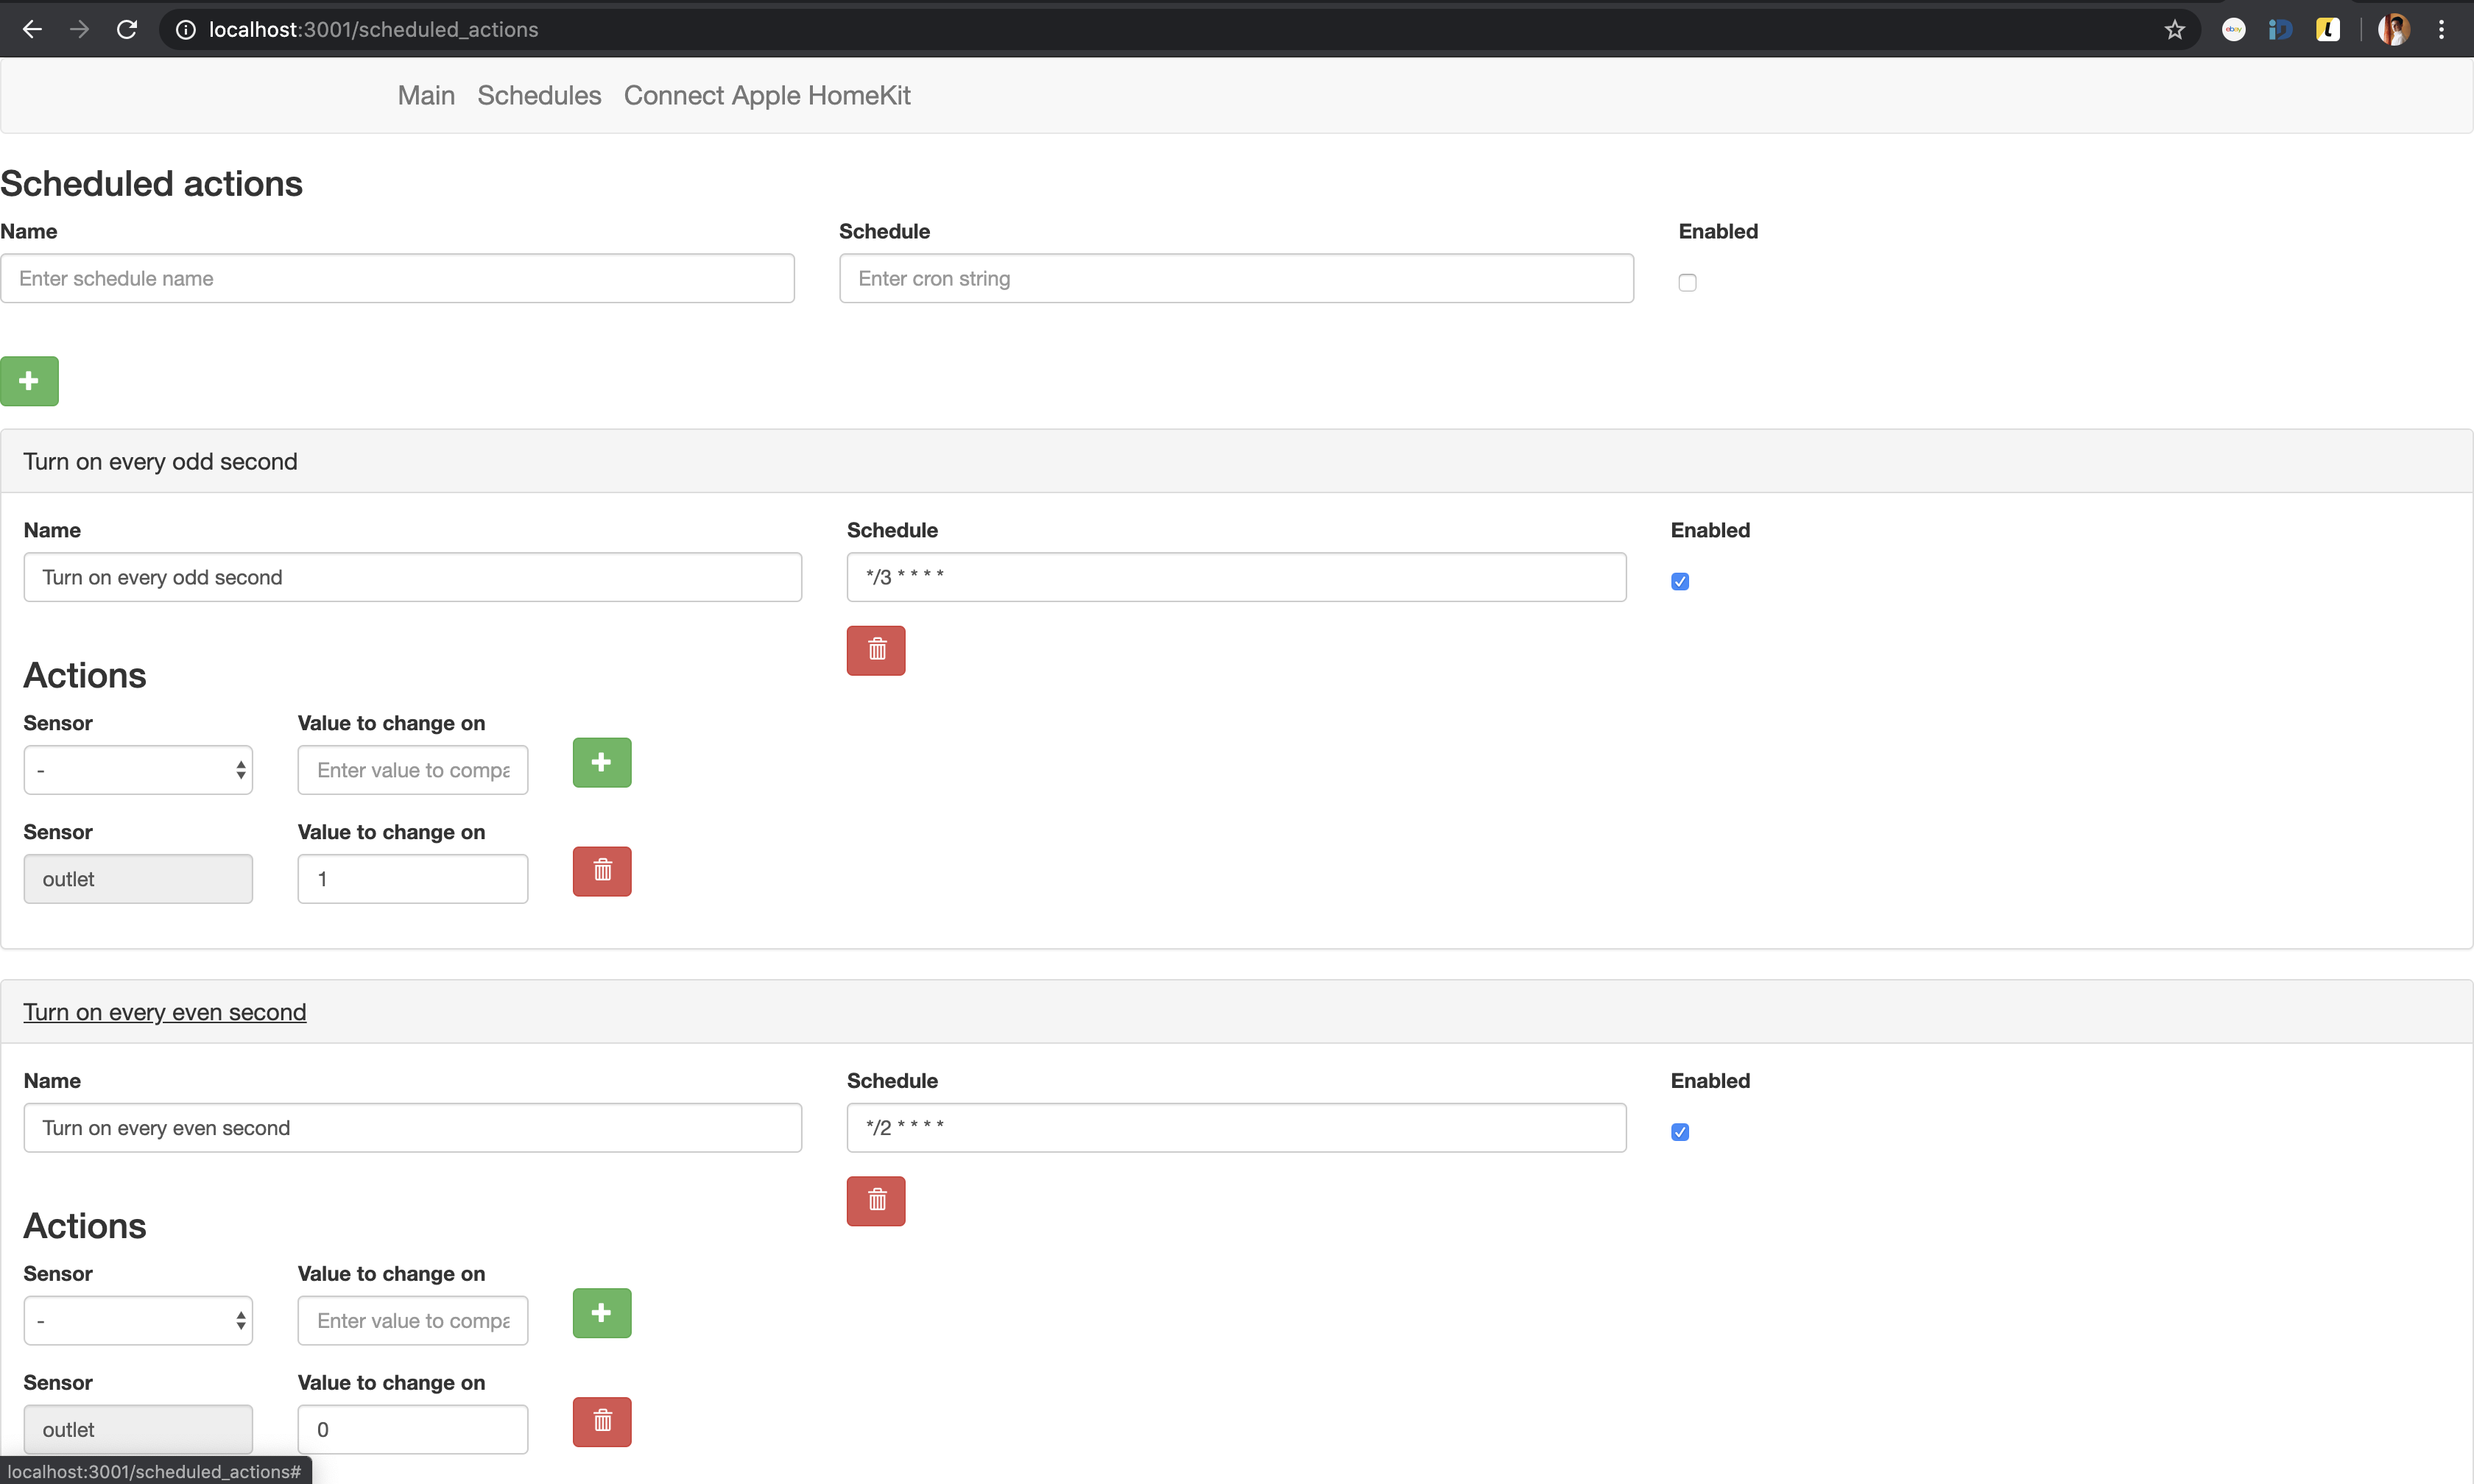 localhost:3001/scheduled_actions
ebay
iD
L
Main Schedules Connect Apple HomeKit
Scheduled actions
Name Schedule Enabled
Enter schedule name Enter cron string
Turn on every odd second
Name Schedule Enabled
Turn on every odd second */3 * * * *
Actions
Sensor Value to change on
- Enter value to compa
Sensor Value to change on
outlet 1
Turn on every even second
Name Schedule Enabled
Turn on every even second */2 * * * *
Actions
Sensor Value to change on
- Enter value to compa
Sensor Value to change on
outlet 0
localhost:3001/scheduled_actions#